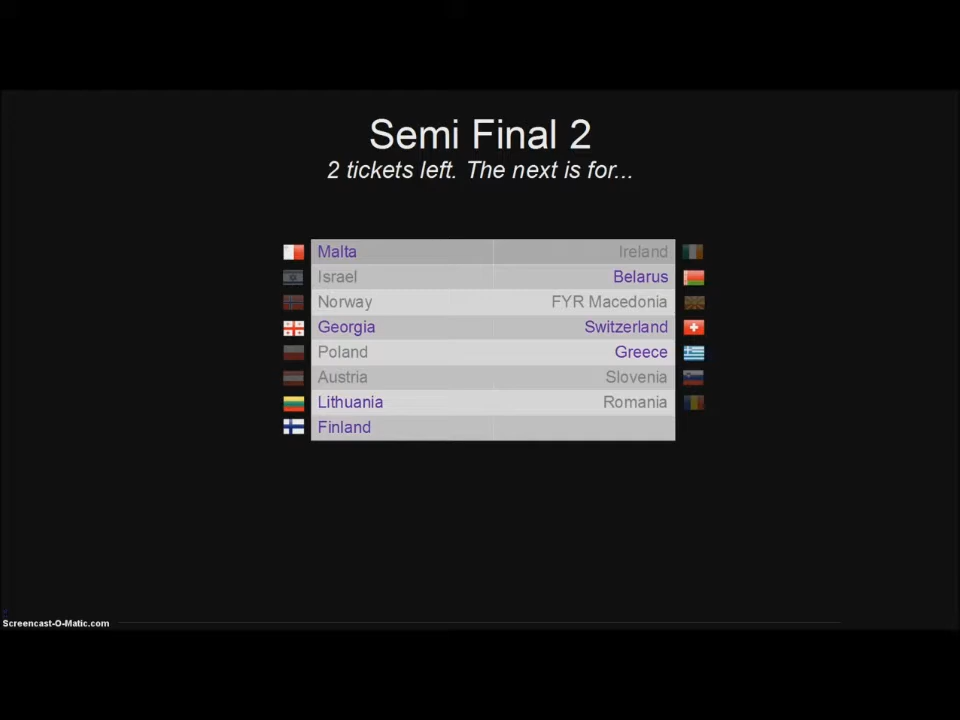 Semi Final 2
2 tickets left. The next is for...
Malta Ireland
Israel Belarus
Norway FYR Macedonia
Georgia Switzerland
Poland Greece
Austria Slovenia
Lithuania Romania
Finland
Screencast-O-Matic.com